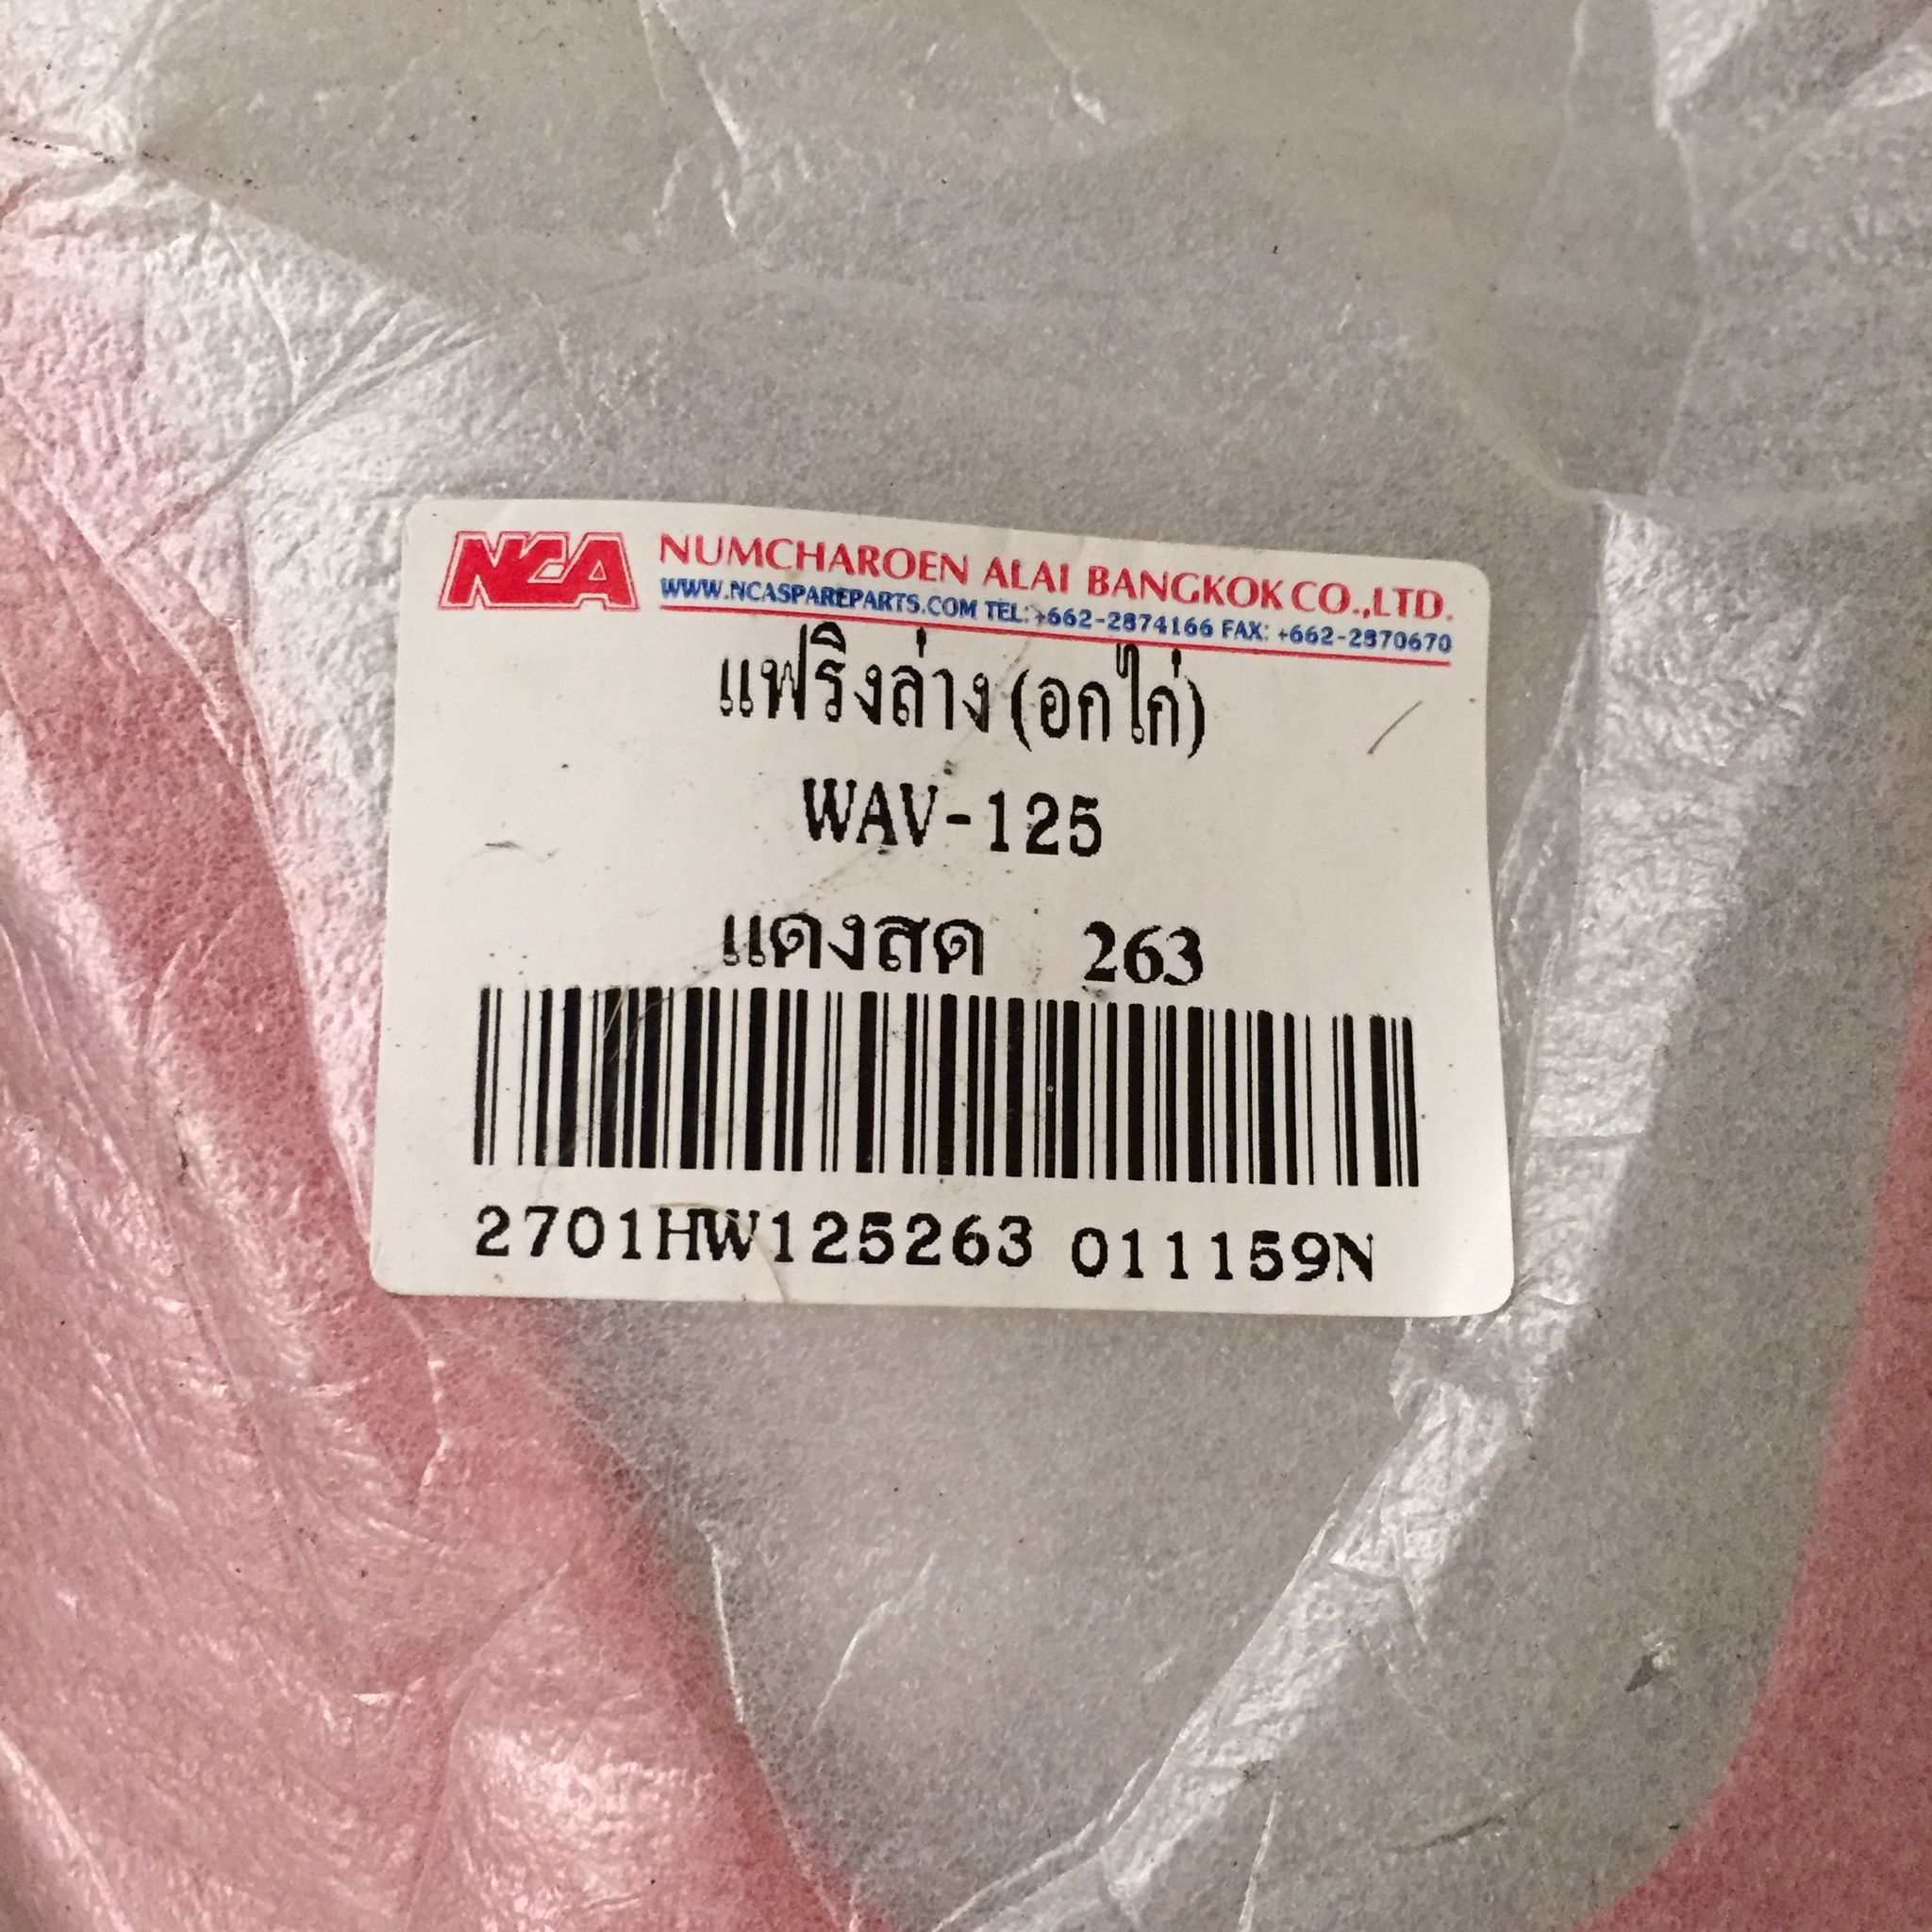 NCA NUMCHAROEN ALAI BANGKOK CO.,LTD.
WWW.NCASPAREPARTS.COM TEL:+662-2874166 FAX: +662-2870670
แฟริ่งล่าง (อกไก่)
WAV-125
แดงสด 263
2701HW125263 011159N